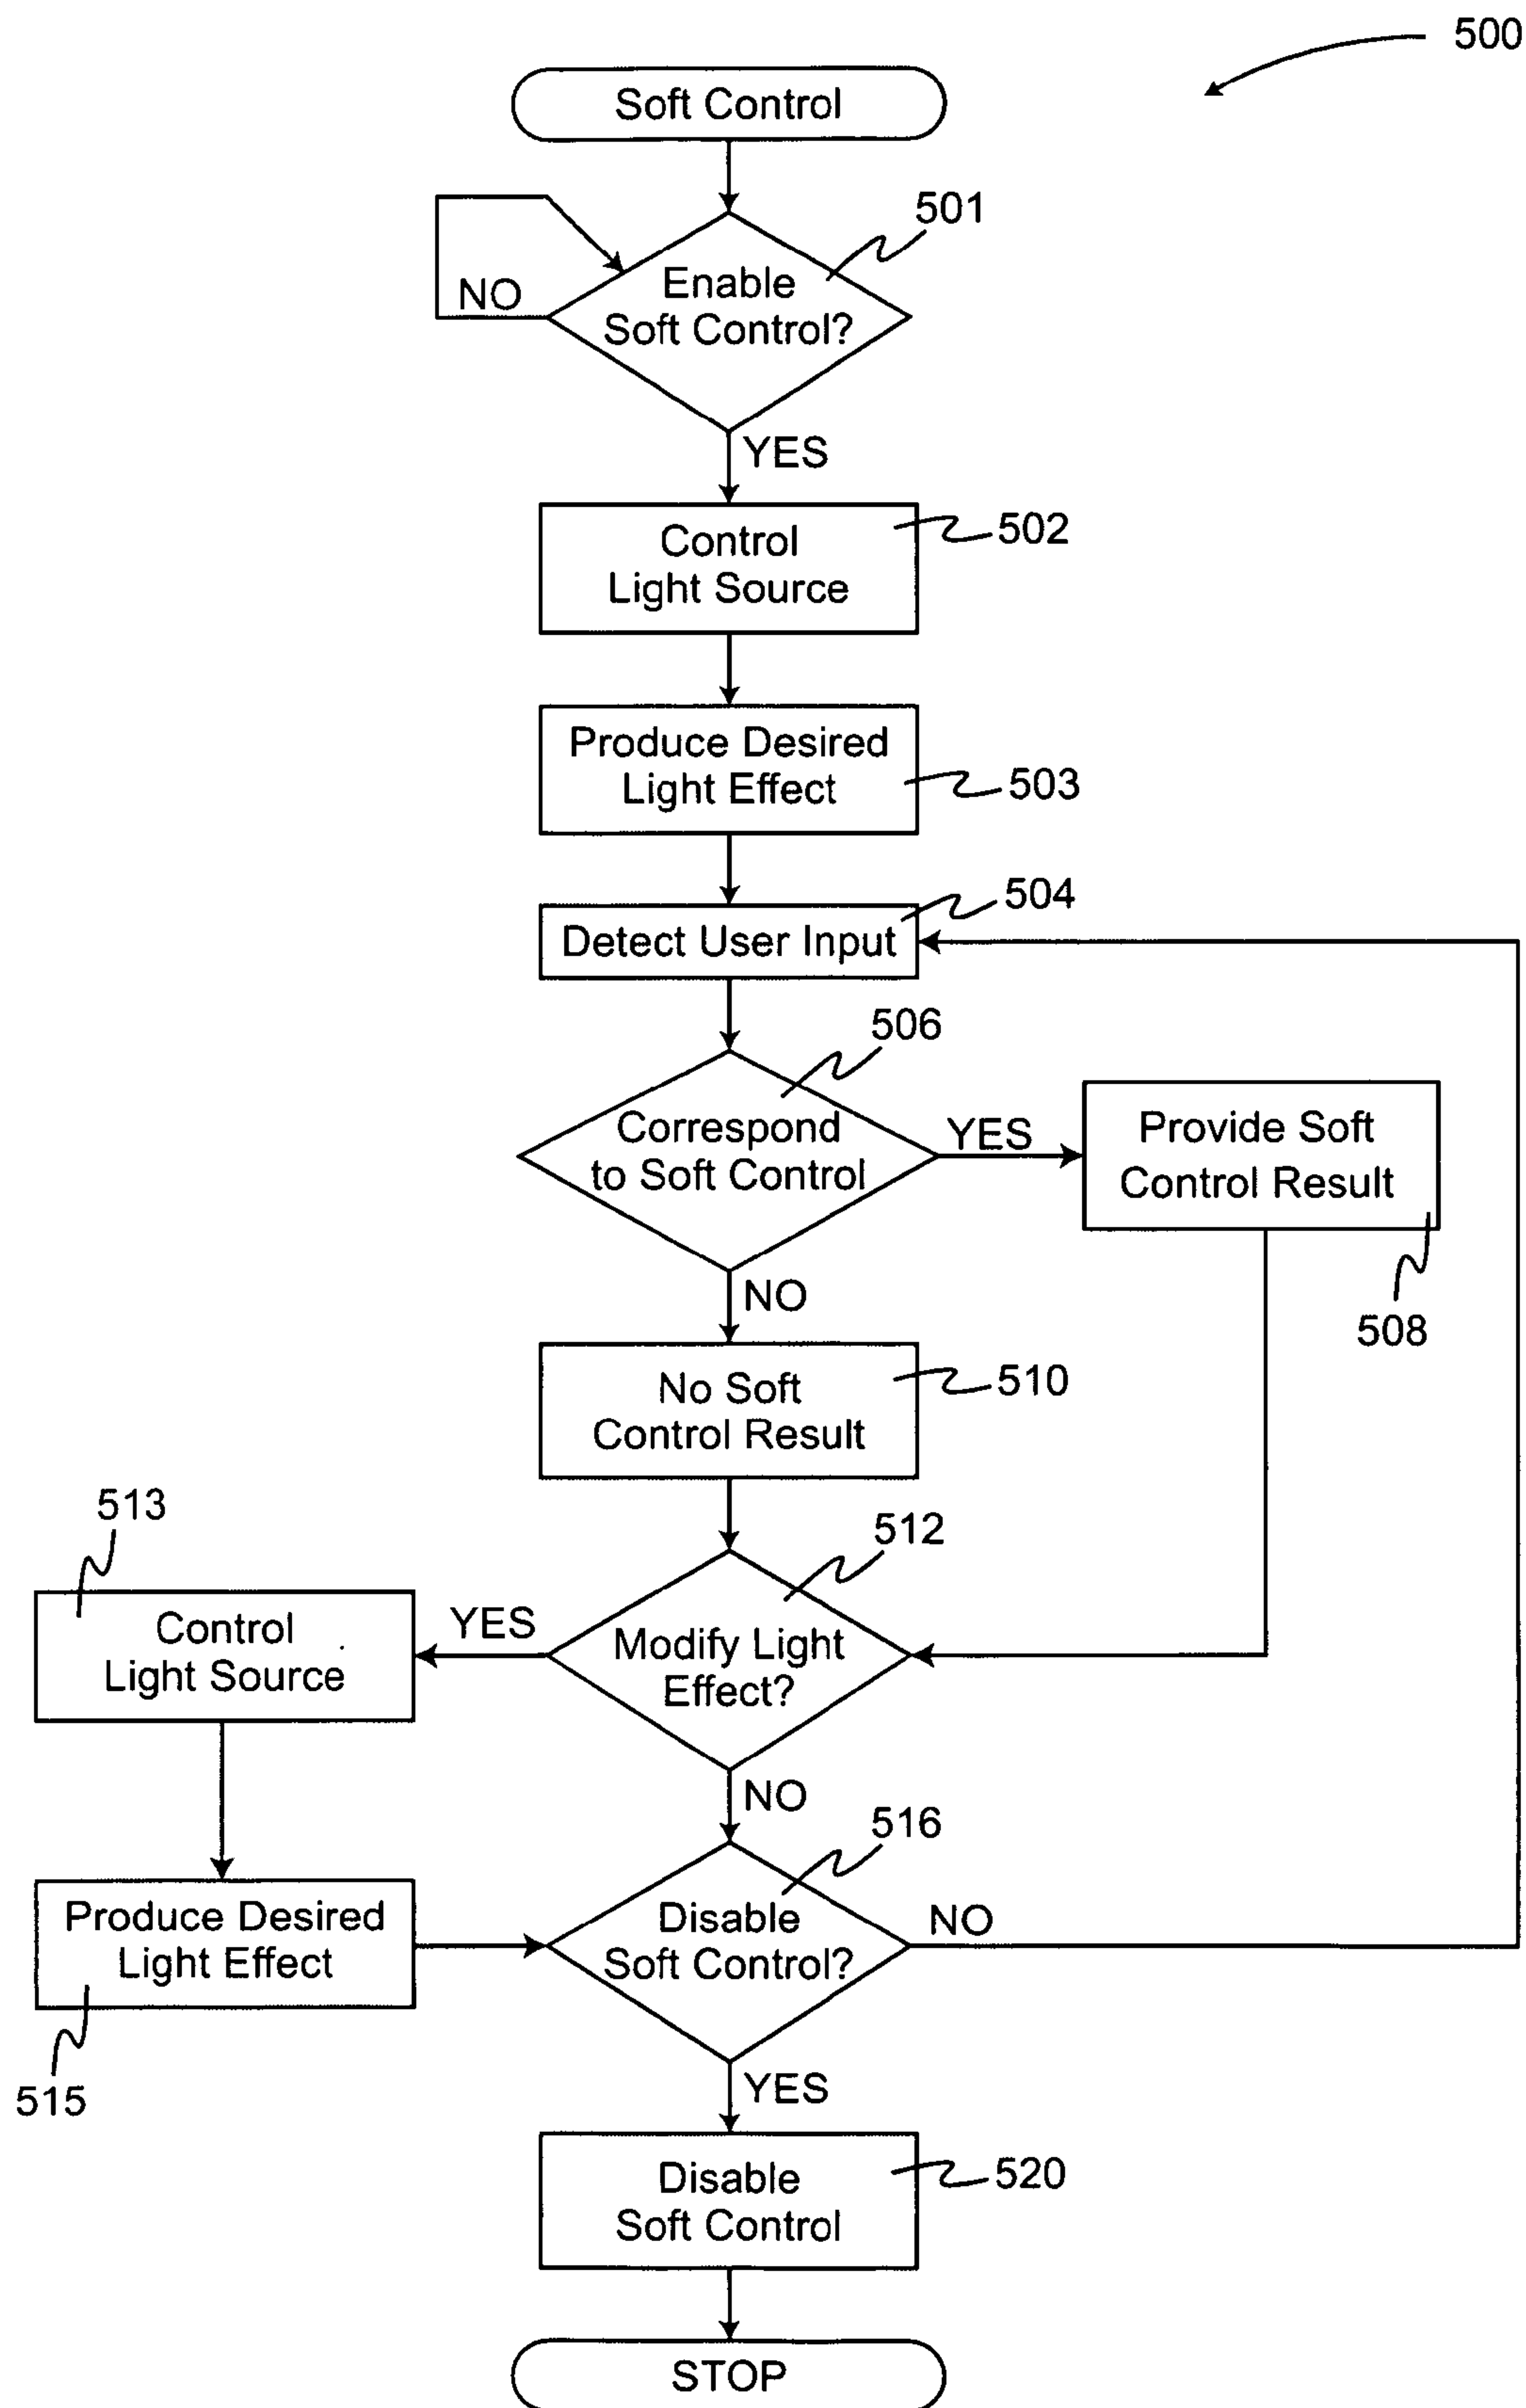 500
Soft Control
501
Enable
Soft Control?
NO
YES
502
Control
Light Source
Produce Desired
Light Effect
503
504
Detect User Input
506
Correspond
to Soft Control
YES
Provide Soft
Control Result
508
NO
No Soft
Control Result
510
512
513
Modify Light
Effect?
YES
Control
Light Source
NO
516
Produce Desired
Light Effect
515
Disable
Soft Control?
NO
YES
Disable
Soft Control
520
STOP